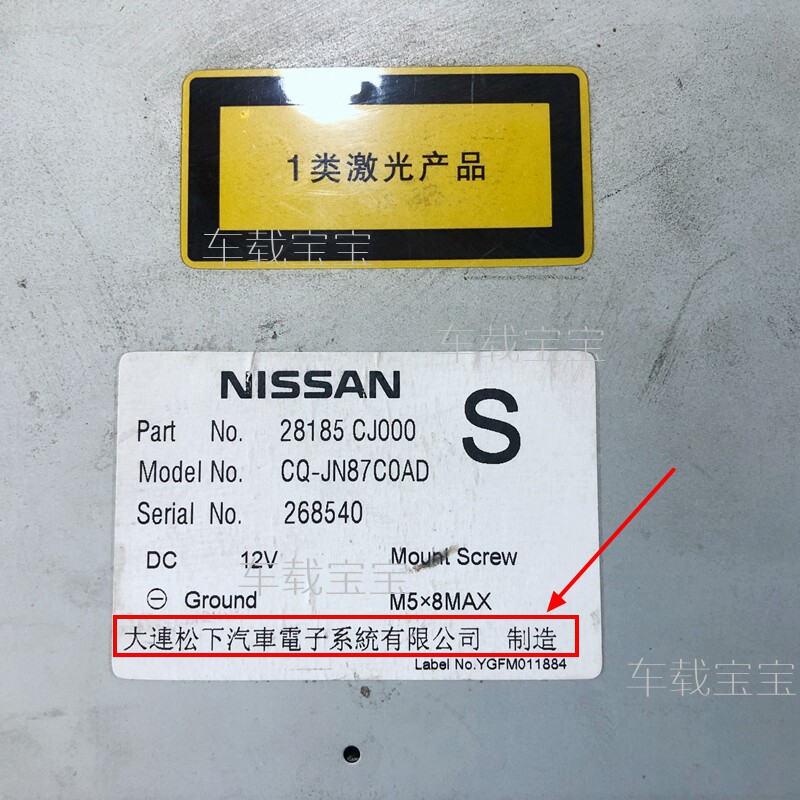 1类激光产品
车载宝宝
车载宝宝
NISSAN
S
Part No. 28185 CJ000
Model No. CQ-JN87C0AD
Serial No. 268540
DC 12V Mount Screw
车载宝宝
⊖ Ground M5×8MAX
大連松下汽車電子系統有限公司 制造
Label No.YGFM011884
车载宝宝